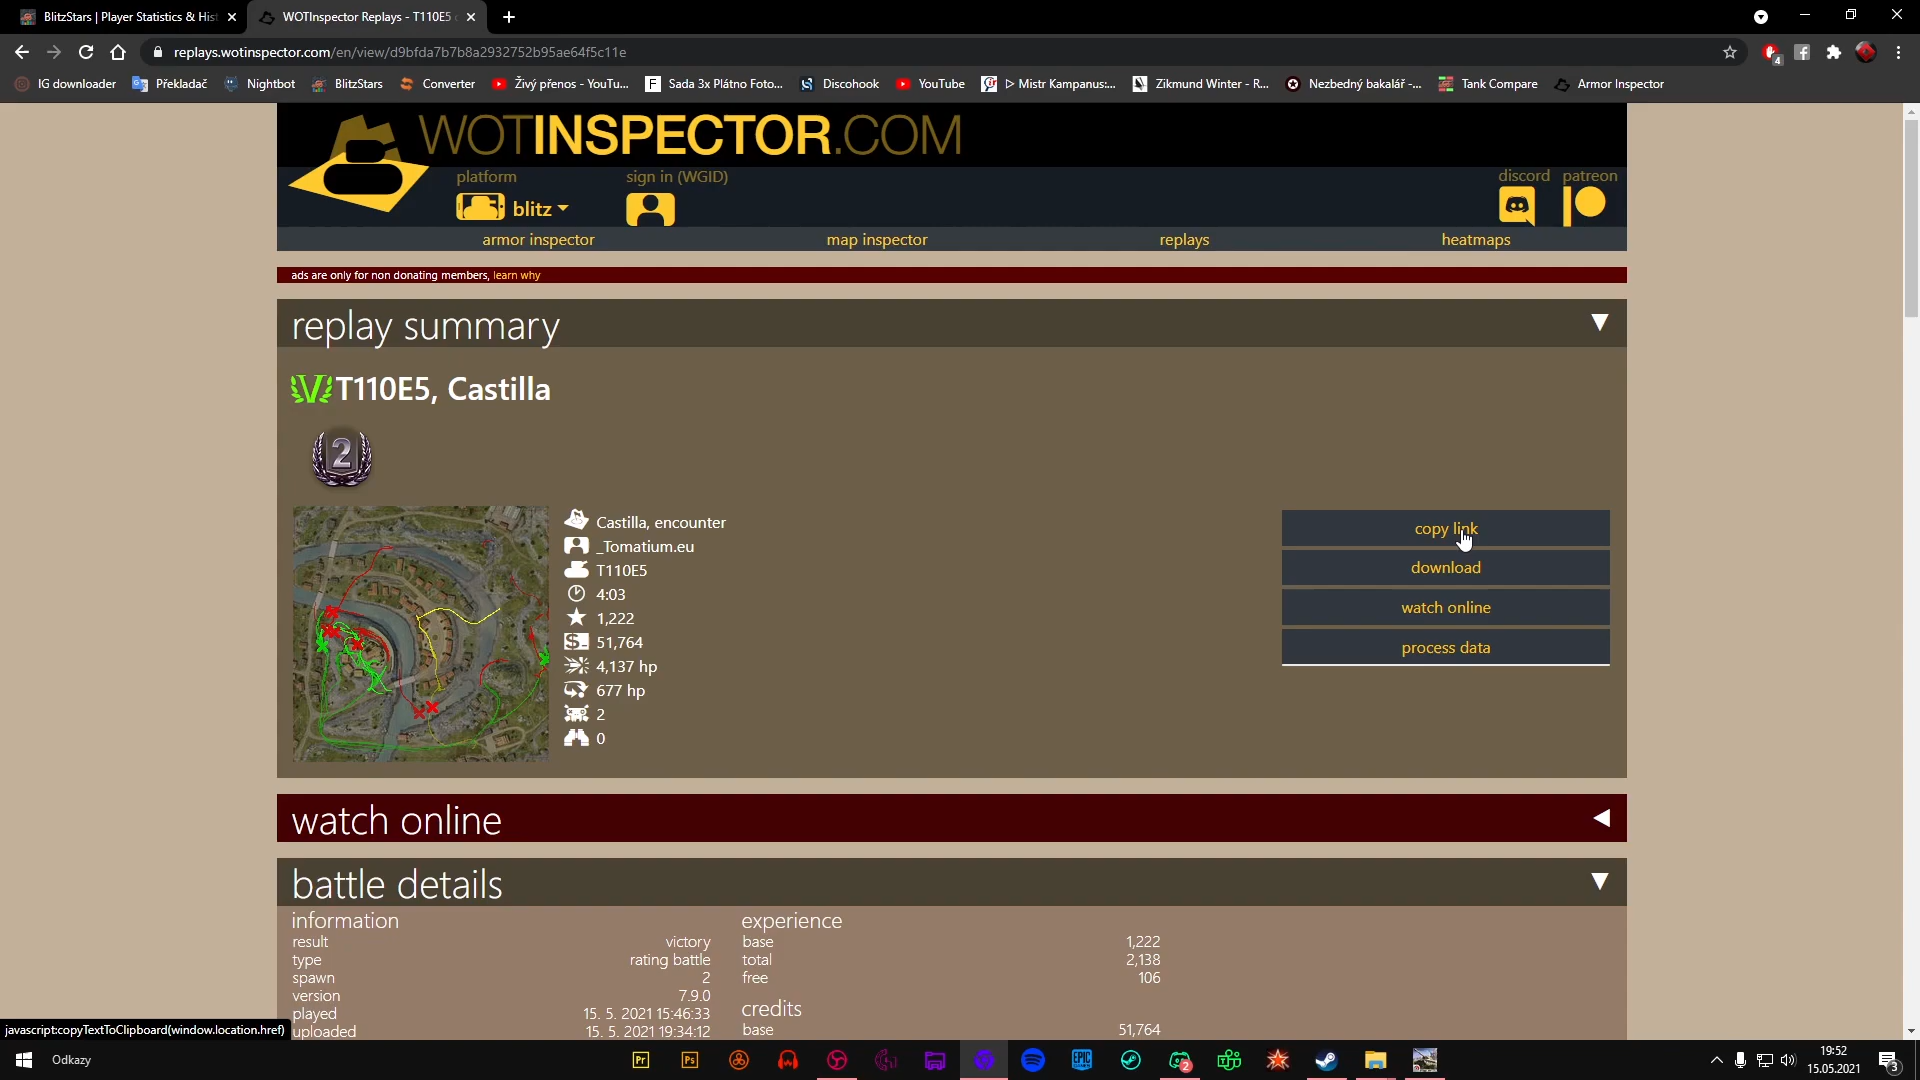 BlitzStars | Player Statistics & Hist
WOTInspector Replays - T110E5
replays.wotinspector.com/en/view/d9bfda7b7b8a2932752b95ae64f5c11e
4
IG downloader
Překladač
Nightbot
BlitzStars
Converter
Živý přenos - YouTu...
Sada 3x Plátno Foto...
Discohook
YouTube
▷ Mistr Kampanus:...
Zikmund Winter - R...
Nezbedný bakalář -...
Tank Compare
Armor Inspector
WOTINSPECTOR.COM
platform
sign in (WGID)
discord
patreon
blitz
armor inspector
map inspector
replays
heatmaps
ads are only for non donating members, learn why
replay summary
T110E5, Castilla
2
Castilla, encounter
_Tomatium.eu
T110E5
4:03
1,222
51,764
4,137 hp
677 hp
2
0
copy link
download
watch online
process data
watch online
battle details
information
result victory
type rating battle
spawn 2
version 7.9.0
played 15. 5. 2021 15:46:33
uploaded 15. 5. 2021 19:34:12
experience
base 1,222
total 2,138
free 106
credits
base 51,764
javascript:copyTextToClipboard(window.location.href)
Odkazy
Pr
Ps
EPIC
2
19:52
15.05.2021
3